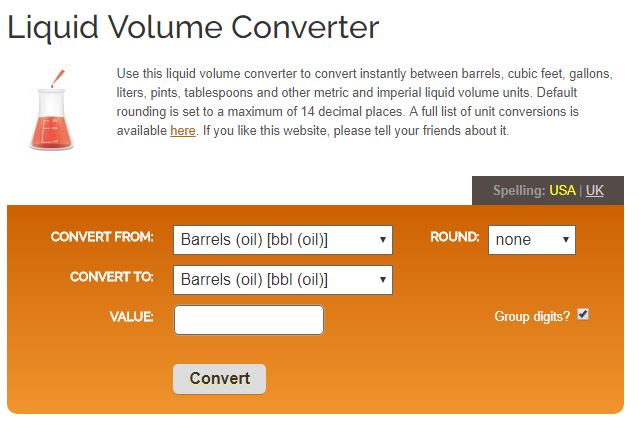 Liquid Volume Converter
Use this liquid volume converter to convert instantly between barrels, cubic feet, gallons,
liters, pints, tablespoons and other metric and imperial liquid volume units. Default
rounding is set to a maximum of 14 decimal places. A full list of unit conversions is
available here. If you like this website, please tell your friends about it.
Spelling: USA | UK
CONVERT FROM: Barrels (oil) [bbl (oil)] ROUND: none
CONVERT TO: Barrels (oil) [bbl (oil)]
VALUE: Group digits?
Convert